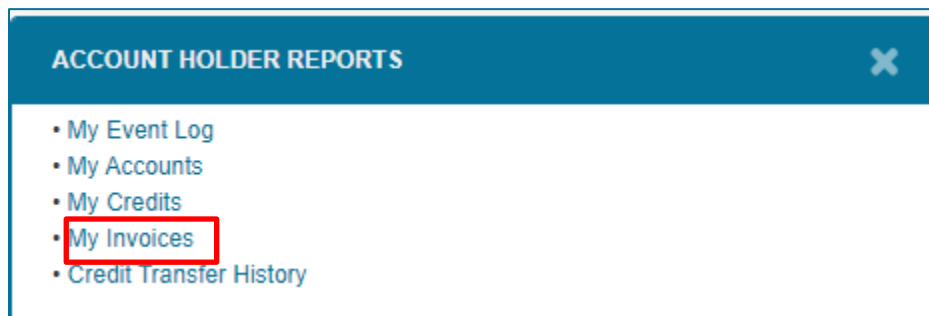 ACCOUNT HOLDER REPORTS
• My Event Log
• My Accounts
• My Credits
• My Invoices
• Credit Transfer History